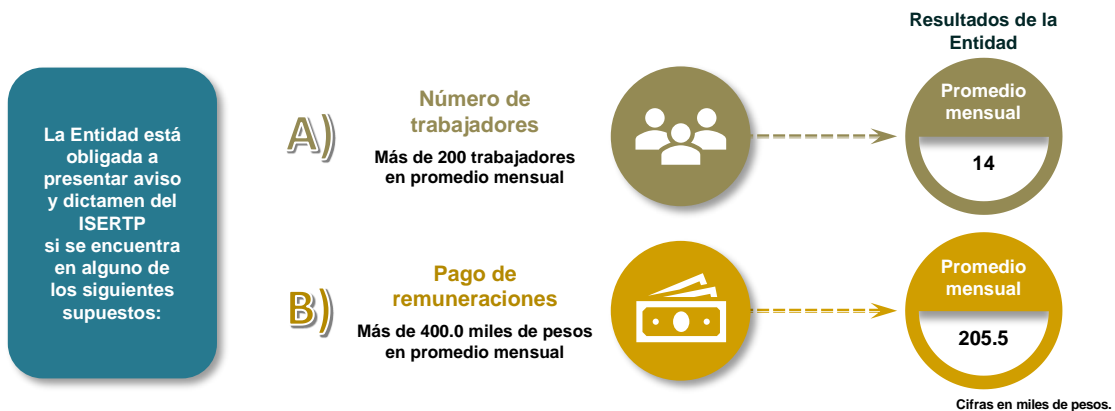 Resultados de la
Entidad
La Entidad está
obligada a
presentar aviso
y dictamen del
ISERTP
si se encuentra
en alguno de
los siguientes
supuestos:
A)
Número de
trabajadores
Más de 200 trabajadores
en promedio mensual
Promedio
mensual
14
B)
Pago de
remuneraciones
Más de 400.0 miles de pesos
en promedio mensual
Promedio
mensual
205.5
Cifras en miles de pesos.